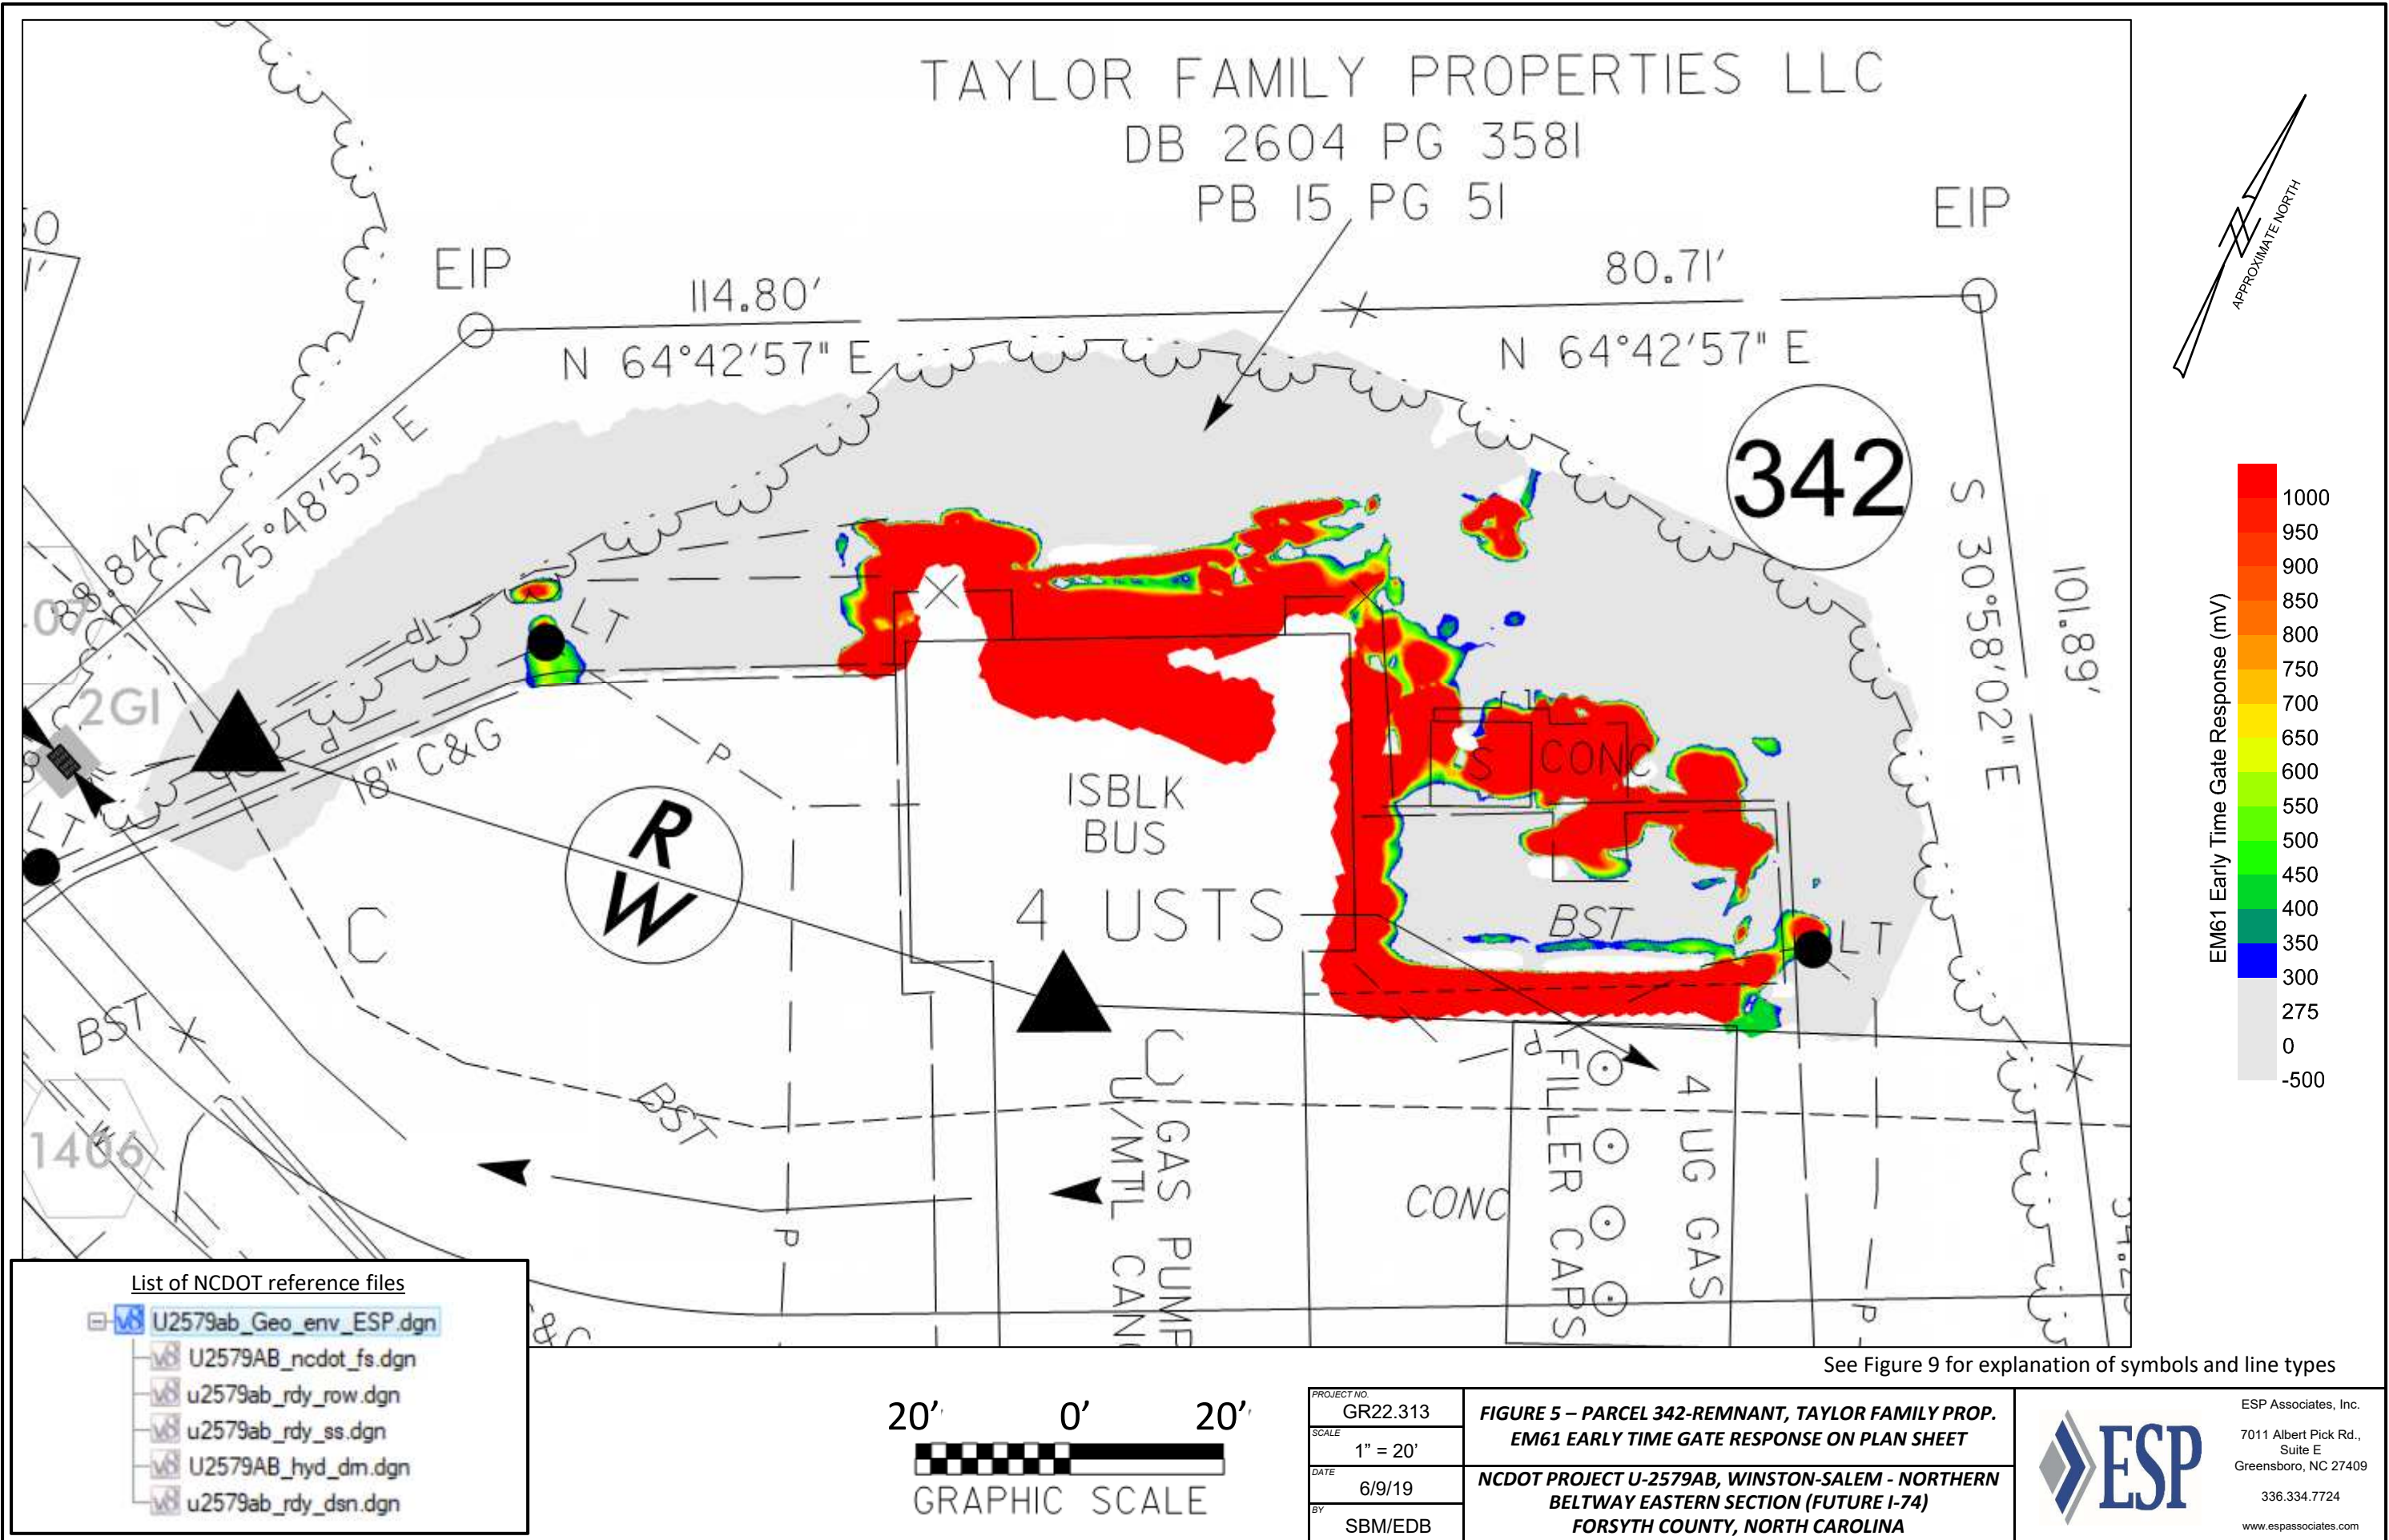 TAYLOR FAMILY PROPERTIES LLC
DB 2604 PG 3581
PB 15 PG 51
EIP
EIP
114.80'
80.71'
N 64°42'57" E
N 64°42'57" E
N 25°48'53" E
88.84'
342
S 30°58'02" E
101.89'
APPROXIMATE NORTH
07
2GI
LT
LT
LT
TP
P
P
18" C&G
R
W
C
ISBLK
BUS
4 USTS
S
CONC
BST
BST
BST
C
GAS PUMP
U/MTL
P
FILLER CAPS
4 UG GAS
CONC
P
P
1406
EM61 Early Time Gate Response (mV)
1000
950
900
850
800
750
700
650
600
550
500
450
400
350
300
275
0
-500
List of NCDOT reference files
U2579ab_Geo_env_ESP.dgn
U2579AB_ncdot_fs.dgn
u2579ab_rdy_row.dgn
u2579ab_rdy_ss.dgn
U2579AB_hyd_dm.dgn
u2579ab_rdy_dsn.dgn
See Figure 9 for explanation of symbols and line types
20' 0' 20'
GRAPHIC SCALE
PROJECT NO.
GR22.313
SCALE
1" = 20'
DATE
6/9/19
BY
SBM/EDB
FIGURE 5 – PARCEL 342-REMNANT, TAYLOR FAMILY PROP.
EM61 EARLY TIME GATE RESPONSE ON PLAN SHEET
NCDOT PROJECT U-2579AB, WINSTON-SALEM - NORTHERN
BELTWAY EASTERN SECTION (FUTURE I-74)
FORSYTH COUNTY, NORTH CAROLINA
ESP
ESP Associates, Inc.
7011 Albert Pick Rd.,
Suite E
Greensboro, NC 27409
336.334.7724
www.espassociates.com